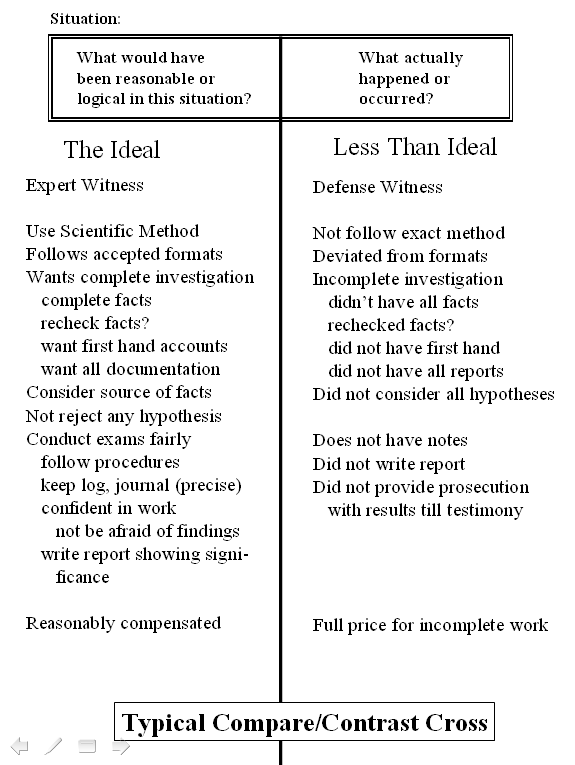 Situation:
What would have
been reasonable or
logical in this situation?
What actually
happened or
occurred?
The Ideal
Expert Witness
Use Scientific Method
Follows accepted formats
Wants complete investigation
complete facts
recheck facts?
want first hand accounts
want all documentation
Consider source of facts
Not reject any hypothesis
Conduct exams fairly
follow procedures
keep log, journal (precise)
confident in work
not be afraid of findings
write report showing signi-
ficance
Reasonably compensated
Less Than Ideal
Defense Witness
Not follow exact method
Deviated from formats
Incomplete investigation
didn't have all facts
rechecked facts?
did not have first hand
did not have all reports
Did not consider all hypotheses
Does not have notes
Did not write report
Did not provide prosecution
with results till testimony
Full price for incomplete work
Typical Compare/Contrast Cross